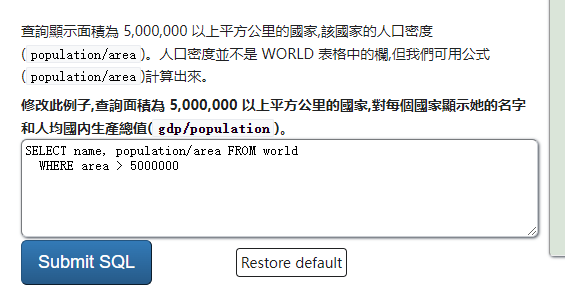 查詢顯示面積為 5,000,000 以上平方公里的國家,該國家的人口密度
(population/area)。人口密度並不是 WORLD 表格中的欄,但我們可用公式
(population/area)計算出來。
修改此例子,查詢面積為 5,000,000 以上平方公里的國家,對每個國家顯示她的名字
和人均國內生產總值(gdp/population)。
SELECT name, population/area FROM world
  WHERE area > 5000000
Submit SQL
Restore default